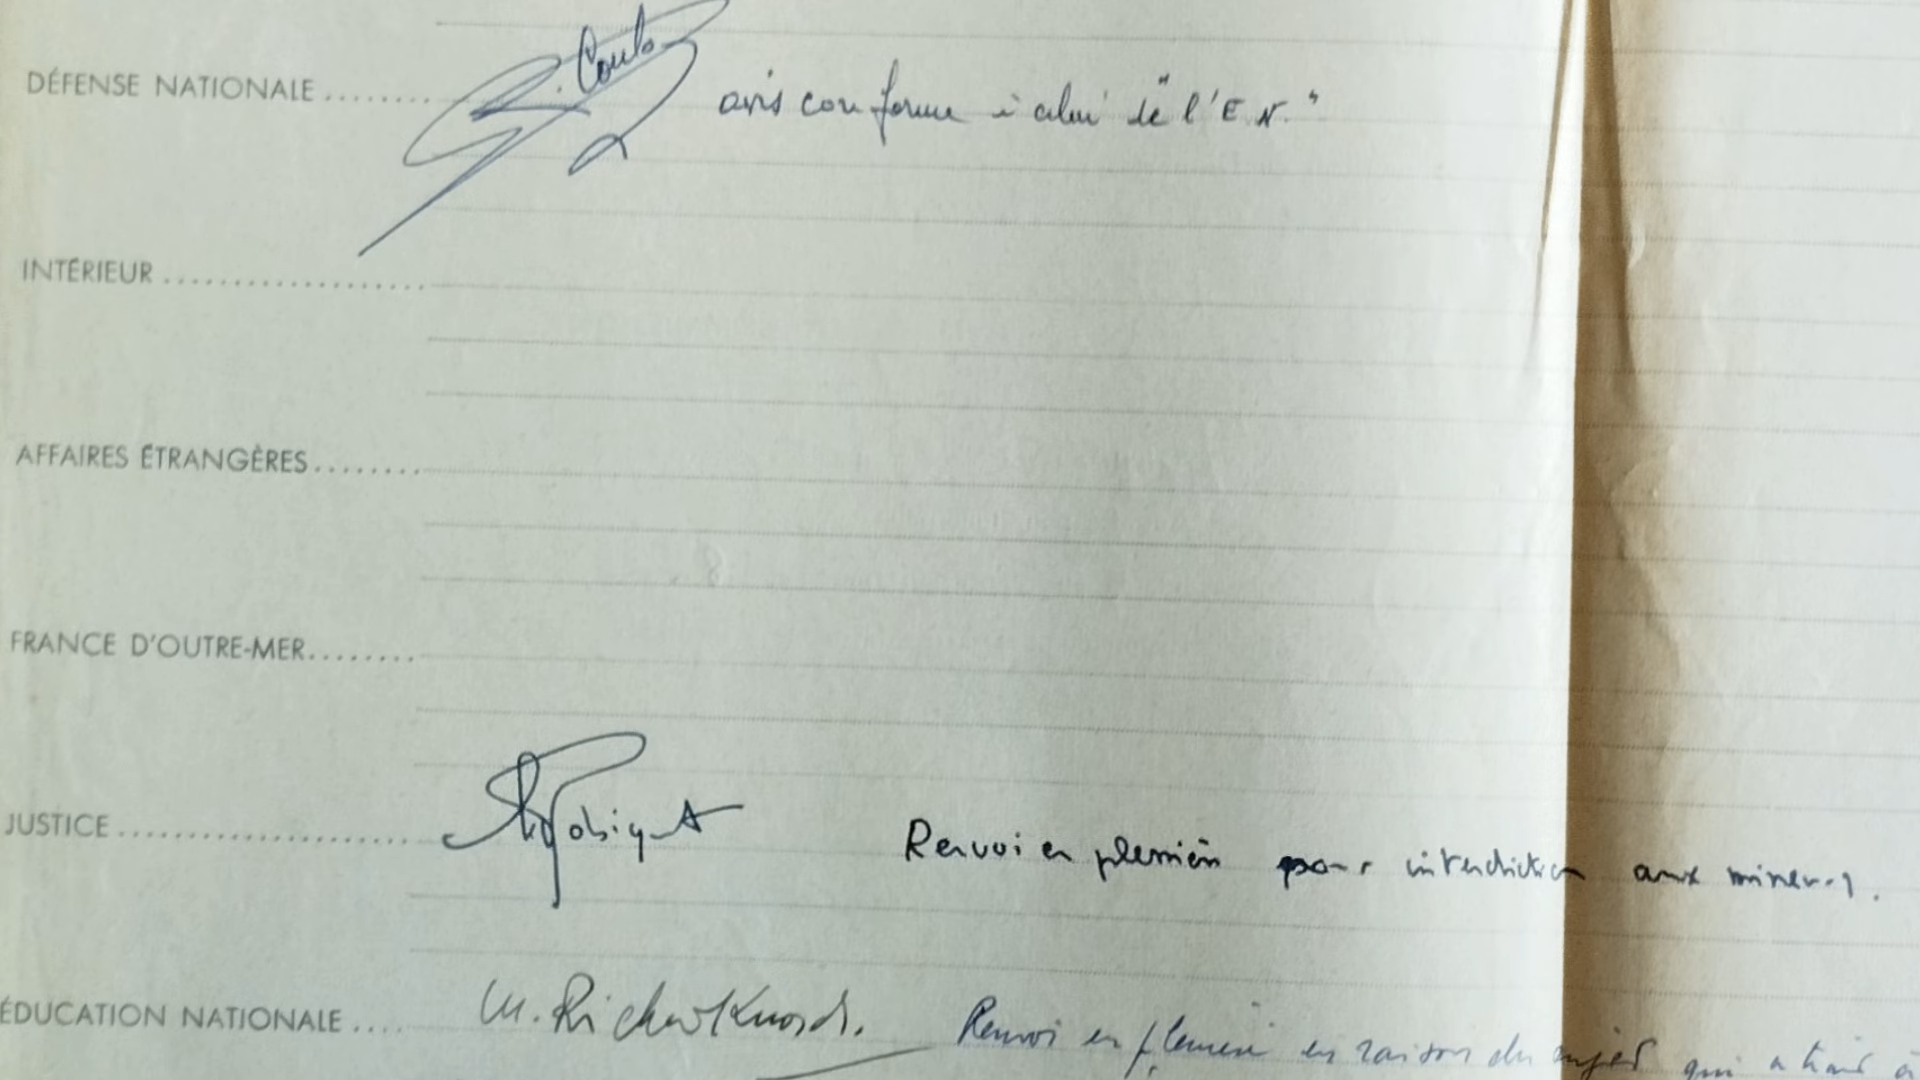 DÉFENSE NATIONALE ........ avis conforme à celui de "l'E.N."
INTÉRIEUR ....................
AFFAIRES ÉTRANGÈRES ........
FRANCE D'OUTRE-MER ........
JUSTICE ...................... Renvoi en plénière pour interdiction aux mineurs.
ÉDUCATION NATIONALE .... M. Renvoi en plénière en raison du sujet qui a trait à